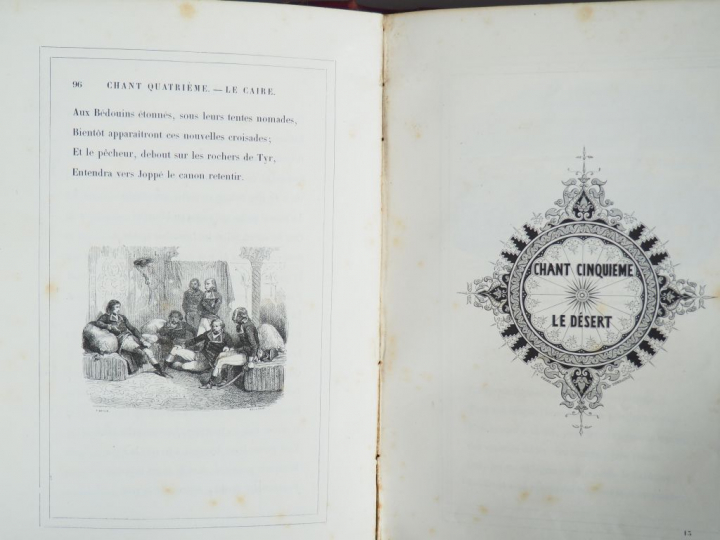 96 CHANT QUATRIÈME. — LE CAIRE.
Aux Bédouins étonnés, sous leurs tentes nomades,
Bientôt apparaîtront ces nouvelles croisades;
Et le pêcheur, debout sur les rochers de Tyr,
Entendra vers Joppé le canon retentir.
CHANT CINQUIEME
LE DÉSERT
15